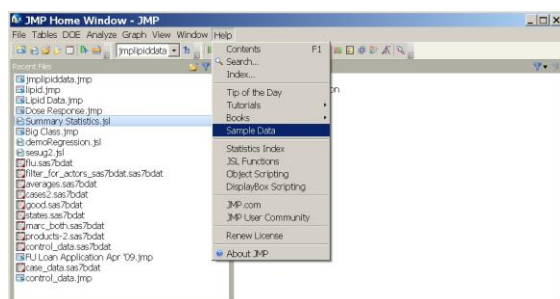 JMP Home Window - JMP
File Tables DOE Analyze Graph View Window Help
jmplipiddata
Recent Files
jmplipiddata.jmp
lipid.jmp
Lipid Data.jmp
Dose Response.jmp
Summary Statistics.jsl
Big Class.jmp
demoRegression.jsl
sesug2.jsl
flu.sas7bdat
filter_for_actors_sas7bdat.sas7bdat
averages.sas7bdat
cases2.sas7bdat
good.sas7bdat
states.sas7bdat
marc_both.sas7bdat
products-2.sas7bdat
control_data.sas7bdat
FU Loan Application Apr '09.jmp
case_data.sas7bdat
control_data.jmp
Contents F1
Search...
Index...
Tip of the Day
Tutorials
Books
Sample Data
Statistics Index
JSL Functions
Object Scripting
DisplayBox Scripting
JMP.com
JMP User Community
Renew License
About JMP
on